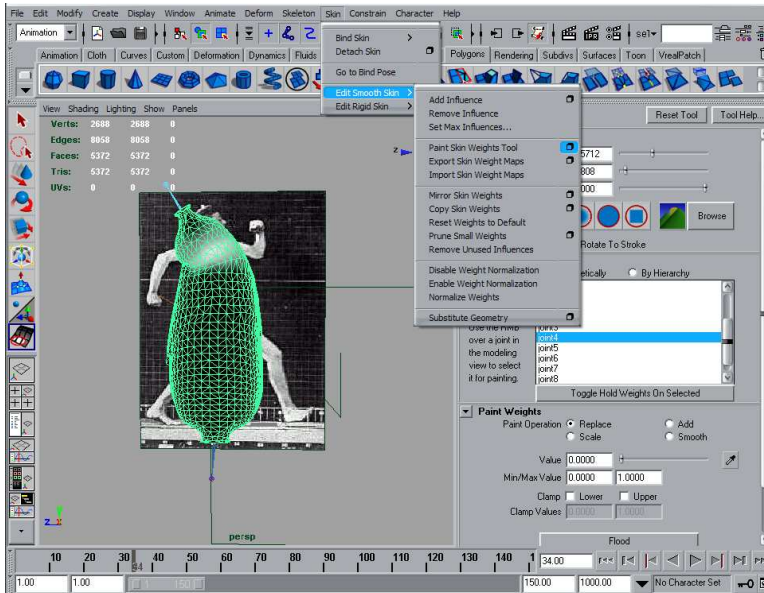 File Edit Modify Create Display Window Animate Deform Skeleton Skin Constrain Character Help
Animation
sel▾
Animation Cloth Curves Custom Deformation Dynamics Fluids
Polygons Rendering Subdivs Surfaces Toon VrealPatch
Bind Skin
Detach Skin
Go to Bind Pose
Edit Smooth Skin
Edit Rigid Skin
Add Influence
Remove Influence
Set Max Influences...
Paint Skin Weights Tool
Export Skin Weight Maps
Import Skin Weight Maps
Mirror Skin Weights
Copy Skin Weights
Reset Weights to Default
Prune Small Weights
Remove Unused Influences
Disable Weight Normalization
Enable Weight Normalization
Normalize Weights
Substitute Geometry
View Shading Lighting Show Panels
Verts: 2688 2688 0
Edges: 8058 8058 0
Faces: 5372 5372 0
Tris: 5372 5372 0
UVs: 0 0 0
z
persp
Reset Tool Tool Help...
5712
808
000
Browse
Rotate To Stroke
etically By Hierarchy
Use the RMB
over a joint in
the modeling
view to select
it for painting.
joint3
joint4
joint5
joint6
joint7
joint8
Toggle Hold Weights On Selected
Paint Weights
Paint Operation Replace Add
Scale Smooth
Value 0.0000
Min/Max Value 0.0000 1.0000
Clamp Lower Upper
Clamp Values 0.0000 1.0000
Flood
10 20 30 40 50 60 70 80 90 100 110 120 130 140 1
34
34.00
1.00 1.00 1 150 150.00 1000.00 No Character Set